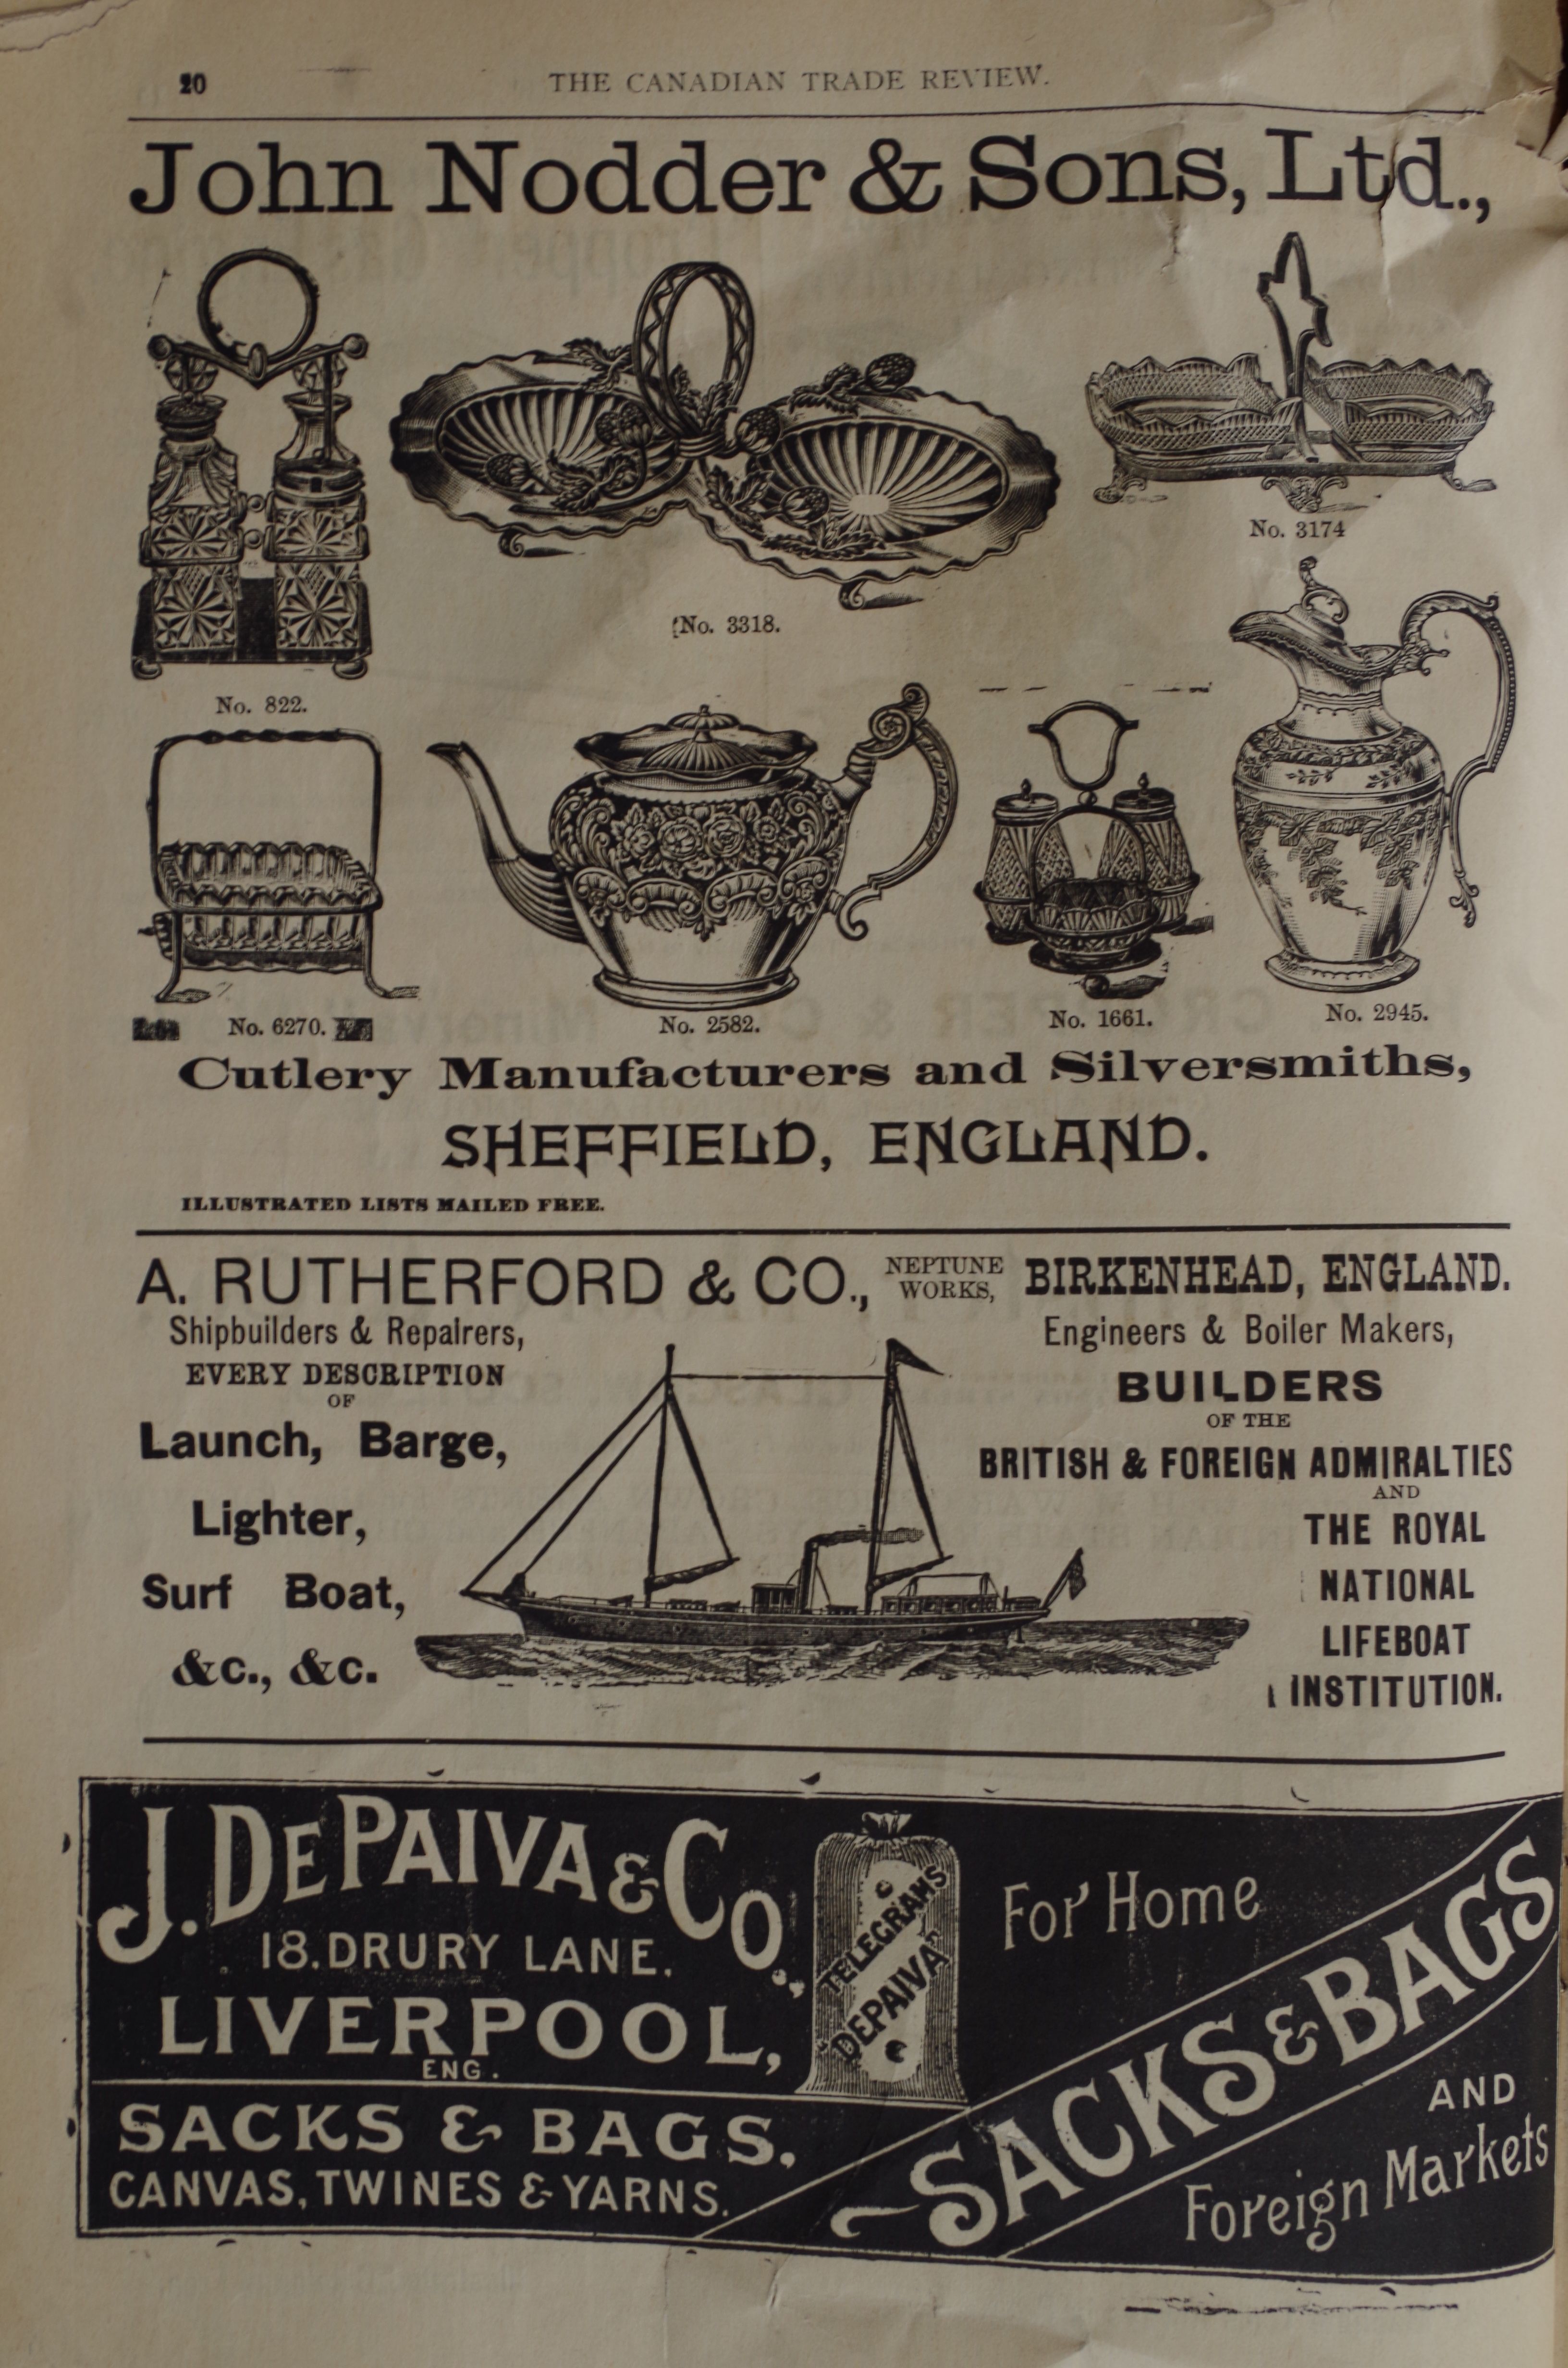 20
THE CANADIAN TRADE REVIEW.
John Nodder & Sons, Ltd.,
No. 3174
No. 3318.
No. 822.
No. 6270.
No. 2582.
No. 1661.
No. 2945.
Cutlery Manufacturers and Silversmiths,
SHEFFIELD, ENGLAND.
ILLUSTRATED LISTS MAILED FREE.
A. RUTHERFORD & CO., NEPTUNE WORKS, BIRKENHEAD, ENGLAND.
Shipbuilders & Repairers,
EVERY DESCRIPTION
OF
Launch, Barge,
Lighter,
Surf Boat,
&c., &c.
Engineers & Boiler Makers,
BUILDERS
OF THE
BRITISH & FOREIGN ADMIRALTIES
AND
THE ROYAL
NATIONAL
LIFEBOAT
INSTITUTION.
J. DE PAIVA & Co.,
18. DRURY LANE.
LIVERPOOL,
ENG.
SACKS & BAGS.
CANVAS, TWINES & YARNS.
TELEGRAMS
"DEPAIVA"
For Home
SACKS & BAGS
AND
Foreign Markets